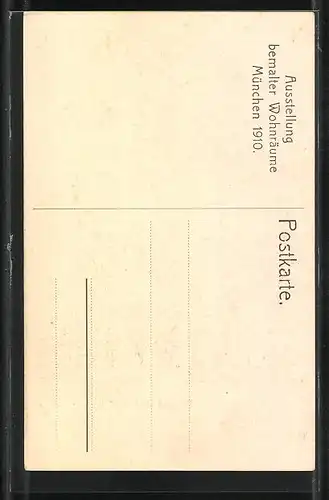 Ausstellung
bemalter Wohnräume
München 1910.
Postkarte.